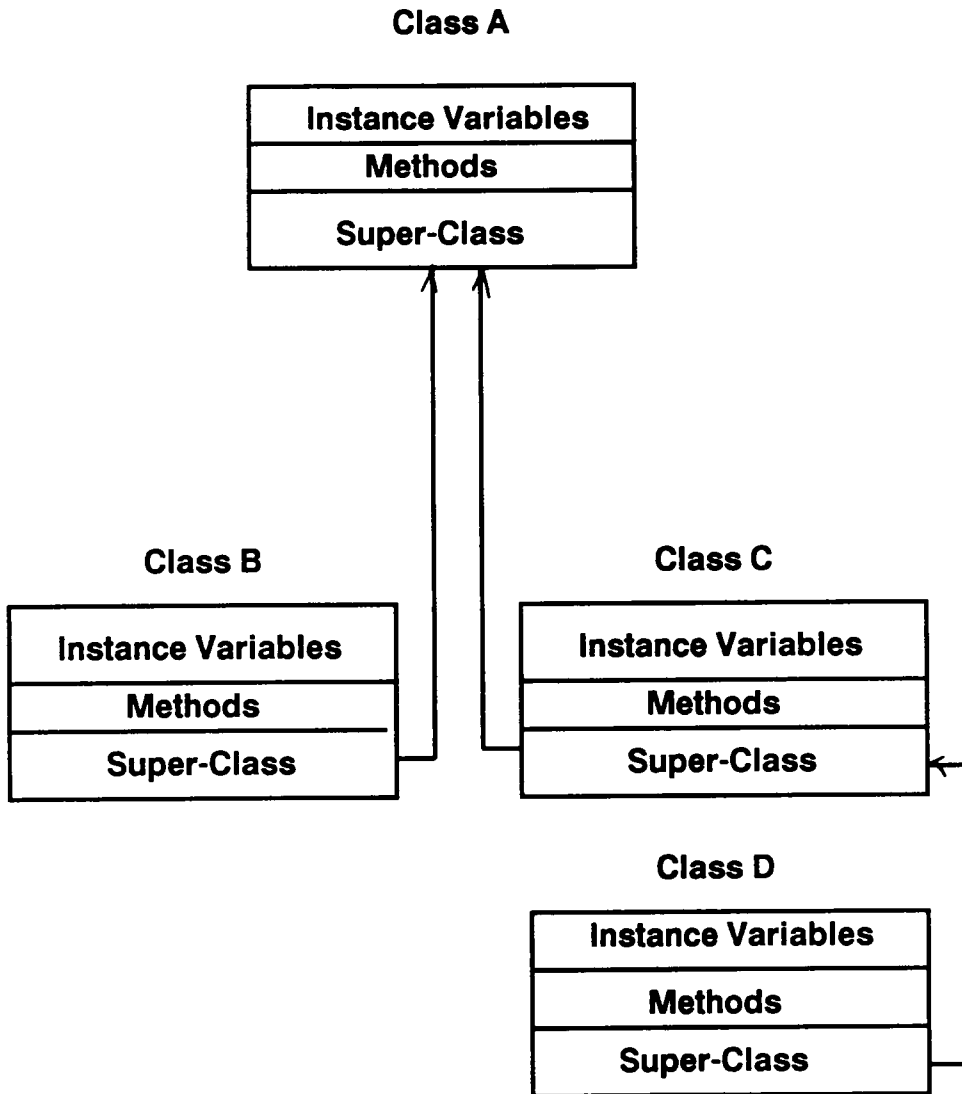 Class A
Instance Variables
Methods
Super-Class
Class B
Instance Variables
Methods
Super-Class
Class C
Instance Variables
Methods
Super-Class
Class D
Instance Variables
Methods
Super-Class